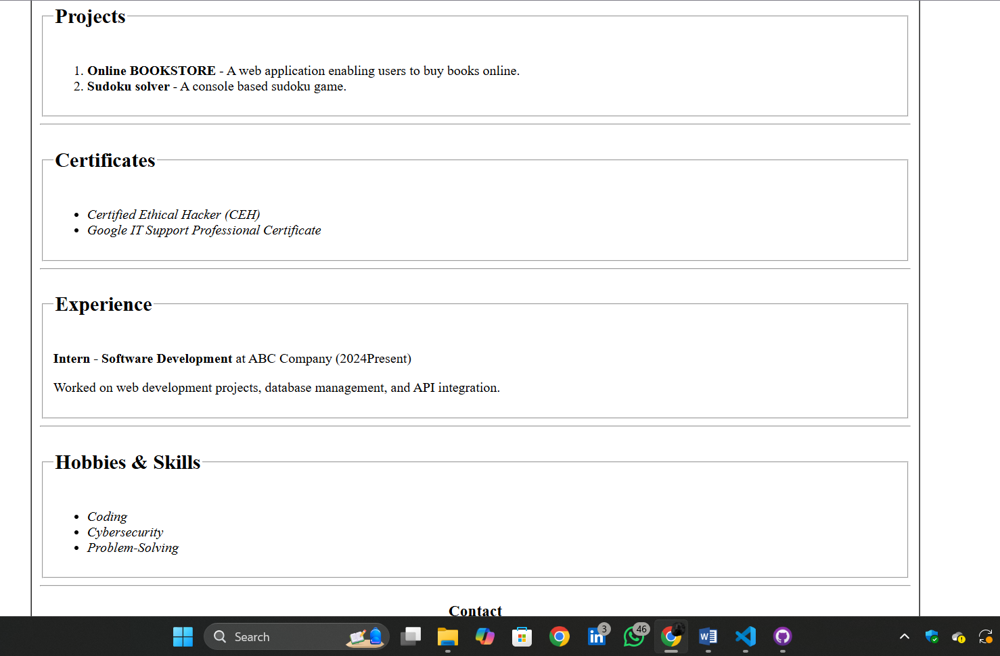 Projects
1. Online BOOKSTORE - A web application enabling users to buy books online.
2. Sudoku solver - A console based sudoku game.
Certificates
• Certified Ethical Hacker (CEH)
• Google IT Support Professional Certificate
Experience
Intern - Software Development at ABC Company (2024Present)
Worked on web development projects, database management, and API integration.
Hobbies & Skills
• Coding
• Cybersecurity
• Problem-Solving
Contact
Search
in 3 46 W